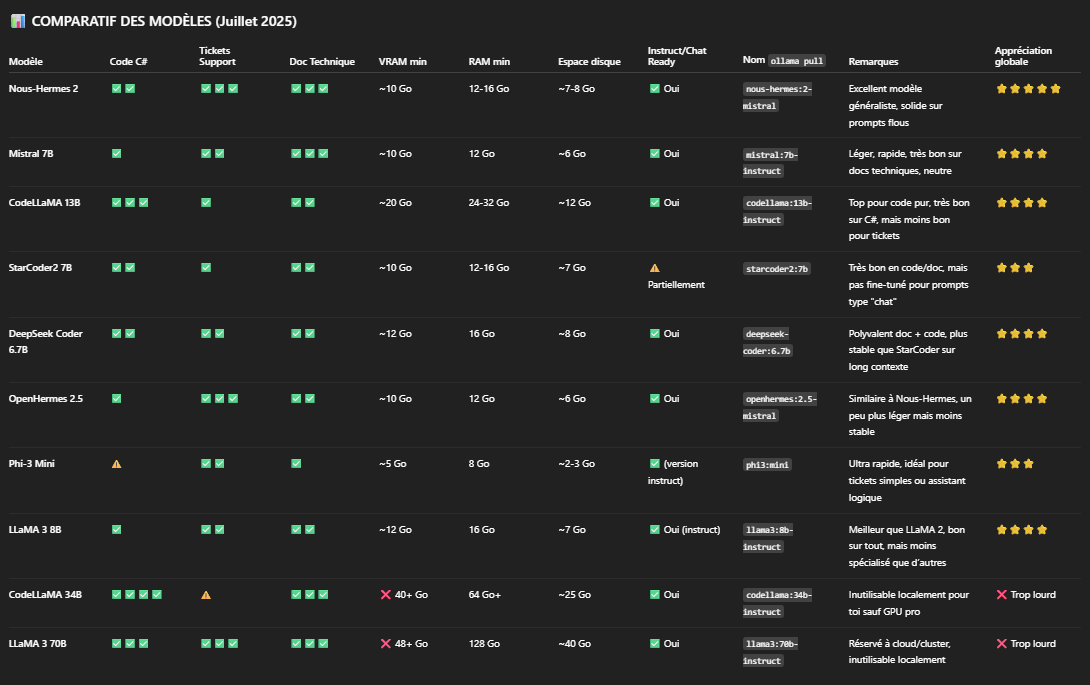 📊 COMPARATIF DES MODÈLES (Juillet 2025)
Modèle | Code C# | Tickets Support | Doc Technique | VRAM min | RAM min | Espace disque | Instruct/Chat Ready | Nom ollama pull | Remarques | Appréciation globale
Nous-Hermes 2 | ✅✅ | ✅✅✅ | ✅✅✅ | ~10 Go | 12-16 Go | ~7-8 Go | ✅ Oui | nous-hermes:2-mistral | Excellent modèle généraliste, solide sur prompts flous | ⭐⭐⭐⭐⭐
Mistral 7B | ✅ | ✅✅ | ✅✅✅ | ~10 Go | 12 Go | ~6 Go | ✅ Oui | mistral:7b-instruct | Léger, rapide, très bon sur docs techniques, neutre | ⭐⭐⭐⭐
CodeLLaMA 13B | ✅✅✅ | ✅ | ✅✅ | ~20 Go | 24-32 Go | ~12 Go | ✅ Oui | codellama:13b-instruct | Top pour code pur, très bon sur C#, mais moins bon pour tickets | ⭐⭐⭐⭐
StarCoder2 7B | ✅✅ | ✅ | ✅✅ | ~10 Go | 12-16 Go | ~7 Go | ⚠️ Partiellement | starcoder2:7b | Très bon en code/doc, mais pas fine-tuné pour prompts type "chat" | ⭐⭐⭐
DeepSeek Coder 6.7B | ✅✅ | ✅✅ | ✅✅ | ~12 Go | 16 Go | ~8 Go | ✅ Oui | deepseek-coder:6.7b | Polyvalent doc + code, plus stable que StarCoder sur long contexte | ⭐⭐⭐⭐
OpenHermes 2.5 | ✅ | ✅✅✅ | ✅✅ | ~10 Go | 12 Go | ~6 Go | ✅ Oui | openhermes:2.5-mistral | Similaire à Nous-Hermes, un peu plus léger mais moins stable | ⭐⭐⭐⭐
Phi-3 Mini | ⚠️ | ✅✅ | ✅ | ~5 Go | 8 Go | ~2-3 Go | ✅ (version instruct) | phi3:mini | Ultra rapide, idéal pour tickets simples ou assistant logique | ⭐⭐⭐
LLaMA 3 8B | ✅ | ✅✅ | ✅✅ | ~12 Go | 16 Go | ~7 Go | ✅ Oui (instruct) | llama3:8b-instruct | Meilleur que LLaMA 2, bon sur tout, mais moins spécialisé que d'autres | ⭐⭐⭐⭐
CodeLLaMA 34B | ✅✅✅✅ | ⚠️ | ✅✅✅ | ❌ 40+ Go | 64 Go+ | ~25 Go | ✅ Oui | codellama:34b-instruct | Inutilisable localement pour toi sauf GPU pro | ❌ Trop lourd
LLaMA 3 70B | ✅✅✅ | ✅✅✅ | ✅✅✅ | ❌ 48+ Go | 128 Go | ~40 Go | ✅ Oui | llama3:70b-instruct | Réservé à cloud/cluster, inutilisable localement | ❌ Trop lourd